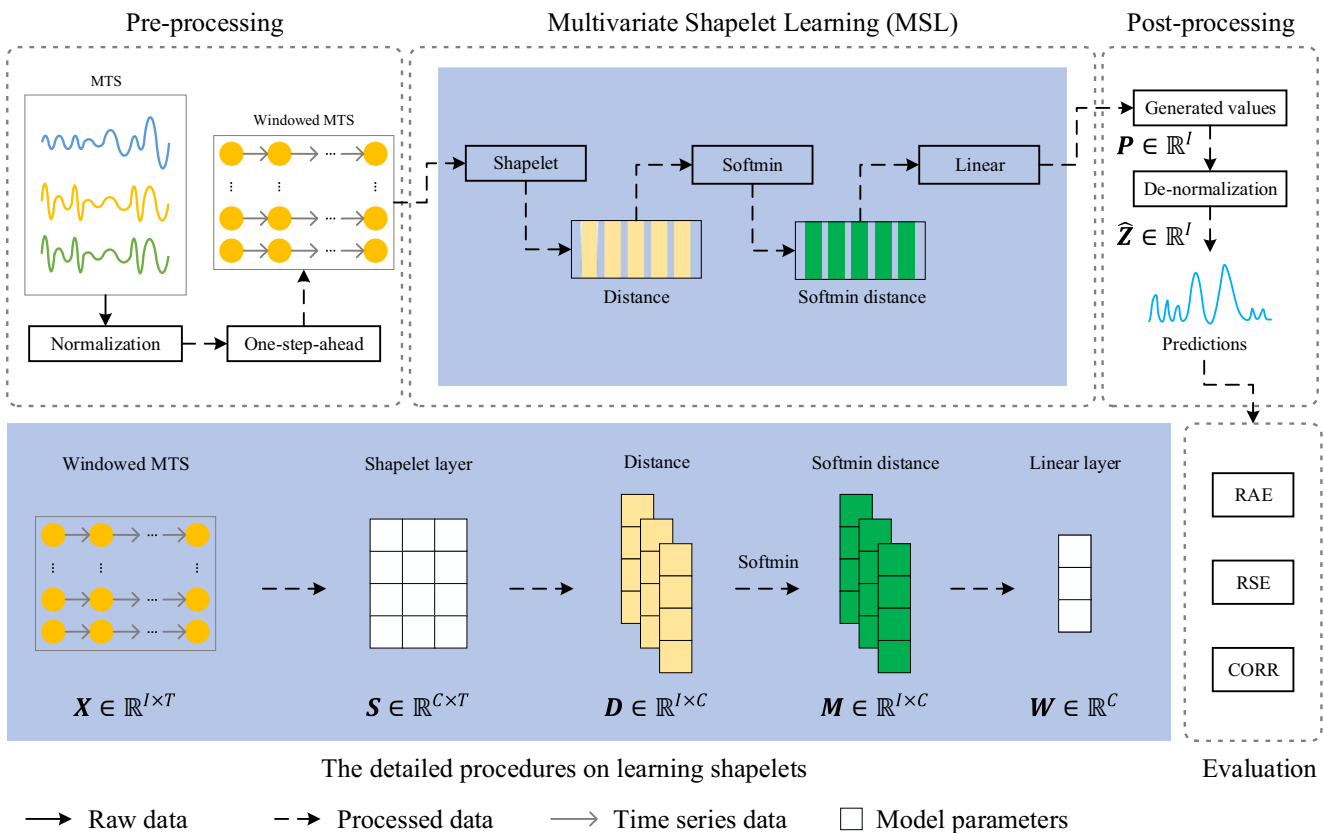 Pre-processing
Multivariate Shapelet Learning (MSL)
Post-processing
MTS
Windowed MTS
...
...
...
Normalization
One-step-ahead
Shapelet
Softmin
Linear
Distance
Softmin distance
Generated values
P ∈ ℝ^I
De-normalization
Ẑ ∈ ℝ^I
Predictions
Windowed MTS
Shapelet layer
Distance
Softmin distance
Linear layer
...
...
...
Softmin
X ∈ ℝ^{I×T}
S ∈ ℝ^{C×T}
D ∈ ℝ^{I×C}
M ∈ ℝ^{I×C}
W ∈ ℝ^C
RAE
RSE
CORR
The detailed procedures on learning shapelets
Evaluation
Raw data
Processed data
Time series data
Model parameters